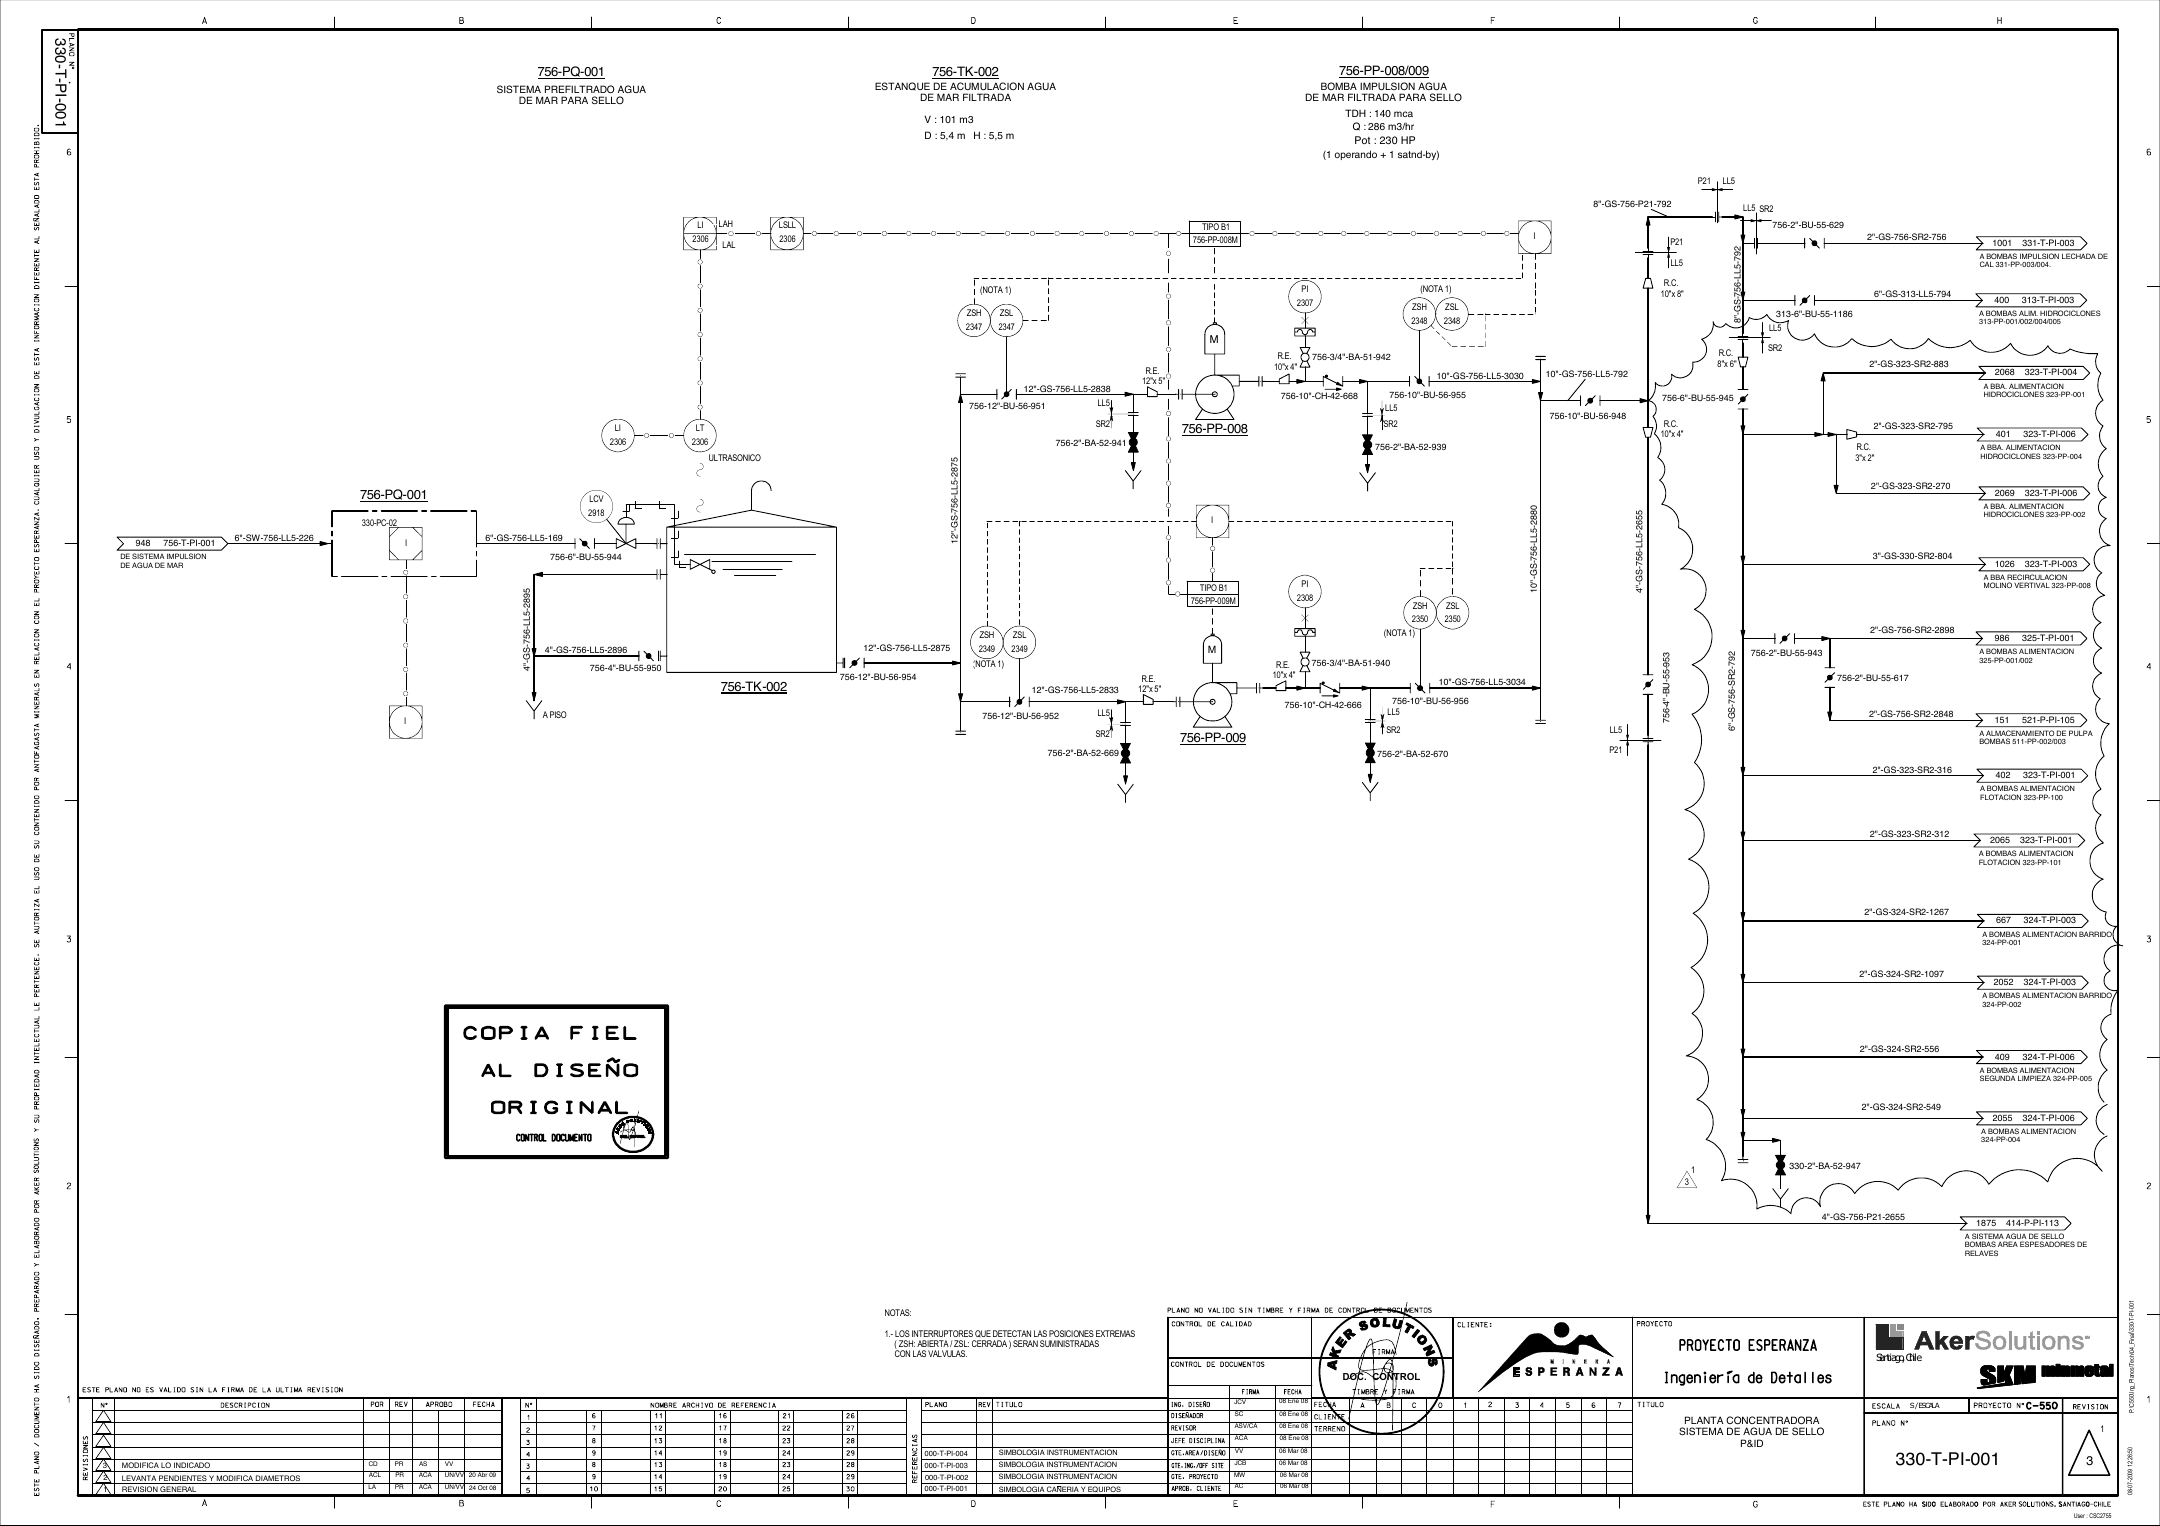 A B C D E F G H
PLANO N°
330-T-PI-001
756-PQ-001
SISTEMA PREFILTRADO AGUA
DE MAR PARA SELLO
756-TK-002
ESTANQUE DE ACUMULACION AGUA
DE MAR FILTRADA
V : 101 m3
D : 5,4 m H : 5,5 m
756-PP-008/009
BOMBA IMPULSION AGUA
DE MAR FILTRADA PARA SELLO
TDH : 140 mca
Q : 286 m3/hr
Pot : 230 HP
(1 operando + 1 satnd-by)
6
5
4
3
2
1
6
5
4
3
2
1
ESTE PLANO / DOCUMENTO HA SIDO DISEÑADO, PREPARADO Y ELABORADO POR AKER SOLUTIONS Y SU PROPIEDAD INTELECTUAL LE PERTENECE. SE AUTORIZA EL USO DE SU CONTENIDO POR ANTOFAGASTA MINERALS EN RELACION CON EL PROYECTO ESPERANZA. CUALQUIER USO Y DIVULGACION DE ESTA INFORMACION DIFERENTE AL SEÑALADO ESTA PROHIBIDO.
948 756-T-PI-001
DE SISTEMA IMPULSION
DE AGUA DE MAR
6"-SW-756-LL5-226
756-PQ-001
330-PC-02
I
I
6"-GS-756-LL5-169
756-6"-BU-55-944
LCV
2918
LI
2306
LAH
LAL
LSLL
2306
LI
2306
LT
2306
ULTRASONICO
4"-GS-756-LL5-2895
4"-GS-756-LL5-2896
756-4"-BU-55-950
A PISO
756-TK-002
12"-GS-756-LL5-2875
756-12"-BU-56-954
12"-GS-756-LL5-2875
TIPO B1
756-PP-008M
I
(NOTA 1)
ZSH
2347
ZSL
2347
756-12"-BU-56-951
12"-GS-756-LL5-2838
R.E.
12"x 5"
LL5
SR2
756-2"-BA-52-941
M
756-PP-008
PI
2307
756-3/4"-BA-51-942
R.E.
10"x 4"
756-10"-CH-42-668
(NOTA 1)
ZSH
2348
ZSL
2348
756-10"-BU-56-955
10"-GS-756-LL5-3030
LL5
SR2
756-2"-BA-52-939
10"-GS-756-LL5-2880
10"-GS-756-LL5-792
756-10"-BU-56-948
I
TIPO B1
756-PP-009M
ZSH
2349
ZSL
2349
(NOTA 1)
756-12"-BU-56-952
12"-GS-756-LL5-2833
R.E.
12"x 5"
LL5
SR2
756-2"-BA-52-669
M
756-PP-009
PI
2308
756-3/4"-BA-51-940
R.E.
10"x 4"
756-10"-CH-42-666
ZSH
2350
ZSL
2350
(NOTA 1)
756-10"-BU-56-956
10"-GS-756-LL5-3034
LL5
SR2
756-2"-BA-52-670
8"-GS-756-P21-792
P21 LL5
LL5 SR2
P21
LL5
R.C.
10"x 8"
8"-GS-756-LL5-792
756-2"-BU-55-629
2"-GS-756-SR2-756
1001 331-T-PI-003
A BOMBAS IMPULSION LECHADA DE
CAL 331-PP-003/004.
6"-GS-313-LL5-794
313-6"-BU-55-1186
400 313-T-PI-003
A BOMBAS ALIM. HIDROCICLONES
313-PP-001/002/004/005
LL5
SR2
R.C.
8"x 6"
756-6"-BU-55-945
R.C.
10"x 4"
2"-GS-323-SR2-883
2068 323-T-PI-004
A BBA. ALIMENTACION
HIDROCICLONES 323-PP-001
2"-GS-323-SR2-795
R.C.
3"x 2"
401 323-T-PI-006
A BBA. ALIMENTACION
HIDROCICLONES 323-PP-004
2"-GS-323-SR2-270
2069 323-T-PI-006
A BBA. ALIMENTACION
HIDROCICLONES 323-PP-002
3"-GS-330-SR2-804
1026 323-T-PI-003
A BBA RECIRCULACION
MOLINO VERTIVAL 323-PP-008
4"-GS-756-LL5-2655
756-4"-BU-55-953
6"-GS-756-SR2-792
LL5
P21
2"-GS-756-SR2-2898
756-2"-BU-55-943
986 325-T-PI-001
A BOMBAS ALIMENTACION
325-PP-001/002
756-2"-BU-55-617
2"-GS-756-SR2-2848
151 521-P-PI-105
A ALMACENAMIENTO DE PULPA
BOMBAS 511-PP-002/003
2"-GS-323-SR2-316
402 323-T-PI-001
A BOMBAS ALIMENTACION
FLOTACION 323-PP-100
2"-GS-323-SR2-312
2065 323-T-PI-001
A BOMBAS ALIMENTACION
FLOTACION 323-PP-101
2"-GS-324-SR2-1267
667 324-T-PI-003
A BOMBAS ALIMENTACION BARRIDO
324-PP-001
2"-GS-324-SR2-1097
2052 324-T-PI-003
A BOMBAS ALIMENTACION BARRIDO
324-PP-002
2"-GS-324-SR2-556
409 324-T-PI-006
A BOMBAS ALIMENTACION
SEGUNDA LIMPIEZA 324-PP-005
2"-GS-324-SR2-549
2055 324-T-PI-006
A BOMBAS ALIMENTACION
324-PP-004
330-2"-BA-52-947
1
3
4"-GS-756-P21-2655
1875 414-P-PI-113
A SISTEMA AGUA DE SELLO
BOMBAS AREA ESPESADORES DE
RELAVES
COPIA FIEL
AL DISEÑO
ORIGINAL
CONTROL DOCUMENTO
NOTAS:
1.- LOS INTERRUPTORES QUE DETECTAN LAS POSICIONES EXTREMAS
( ZSH: ABIERTA / ZSL: CERRADA ) SERAN SUMINISTRADAS
CON LAS VALVULAS.
ESTE PLANO NO ES VALIDO SIN LA FIRMA DE LA ULTIMA REVISION
REVISIONES
N° DESCRIPCION POR REV APROBO FECHA
3 MODIFICA LO INDICADO CD PR AS VV
2 LEVANTA PENDIENTES Y MODIFICA DIAMETROS ACL PR ACA UN/VV 20 Abr 09
1 REVISION GENERAL LA PR ACA UN/VV 24 Oct 08
N° NOMBRE ARCHIVO DE REFERENCIA
1 6 11 16 21 26
2 7 12 17 22 27
3 8 13 18 23 28
4 9 14 19 24 29
3 8 13 18 23 28
4 9 14 19 24 29
5 10 15 20 25 30
REFERENCIAS
PLANO REV TITULO
000-T-PI-004 SIMBOLOGIA INSTRUMENTACION
000-T-PI-003 SIMBOLOGIA INSTRUMENTACION
000-T-PI-002 SIMBOLOGIA INSTRUMENTACION
000-T-PI-001 SIMBOLOGIA CAÑERIA Y EQUIPOS
PLANO NO VALIDO SIN TIMBRE Y FIRMA DE CONTROL DE DOCUMENTOS
CONTROL DE CALIDAD
FIRMA
CONTROL DE DOCUMENTOS
TIMBRE Y FIRMA
AKER SOLUTIONS
DOC. CONTROL
FIRMA FECHA
ING. DISEÑO JCV 08 Ene 08
DISEÑADOR SC 08 Ene 08
REVISOR ASV/CA 08 Ene 08
JEFE DISCIPLINA ACA 08 Ene 08
GTE.AREA/DISEÑO VV 06 Mar 08
GTE.ING./OFF SITE JCB 06 Mar 08
GTE. PROYECTO MW 06 Mar 08
APROB. CLIENTE AC 06 Mar 08
FECHA A B C 0 1 2 3 4 5 6 7
CLIENTE
TERRENO
CLIENTE:
MINERA
ESPERANZA
PROYECTO
PROYECTO ESPERANZA
Ingeniería de Detalles
AkerSolutions
Santiago, Chile
SKM minmetal
TITULO
PLANTA CONCENTRADORA
SISTEMA DE AGUA DE SELLO
P&ID
ESCALA S/ESCALA PROYECTO N°C-550 REVISION
PLANO N°
330-T-PI-001
1
3
A B C D E F G
ESTE PLANO HA SIDO ELABORADO POR AKER SOLUTIONS, SANTIAGO-CHILE
User : CSC2755